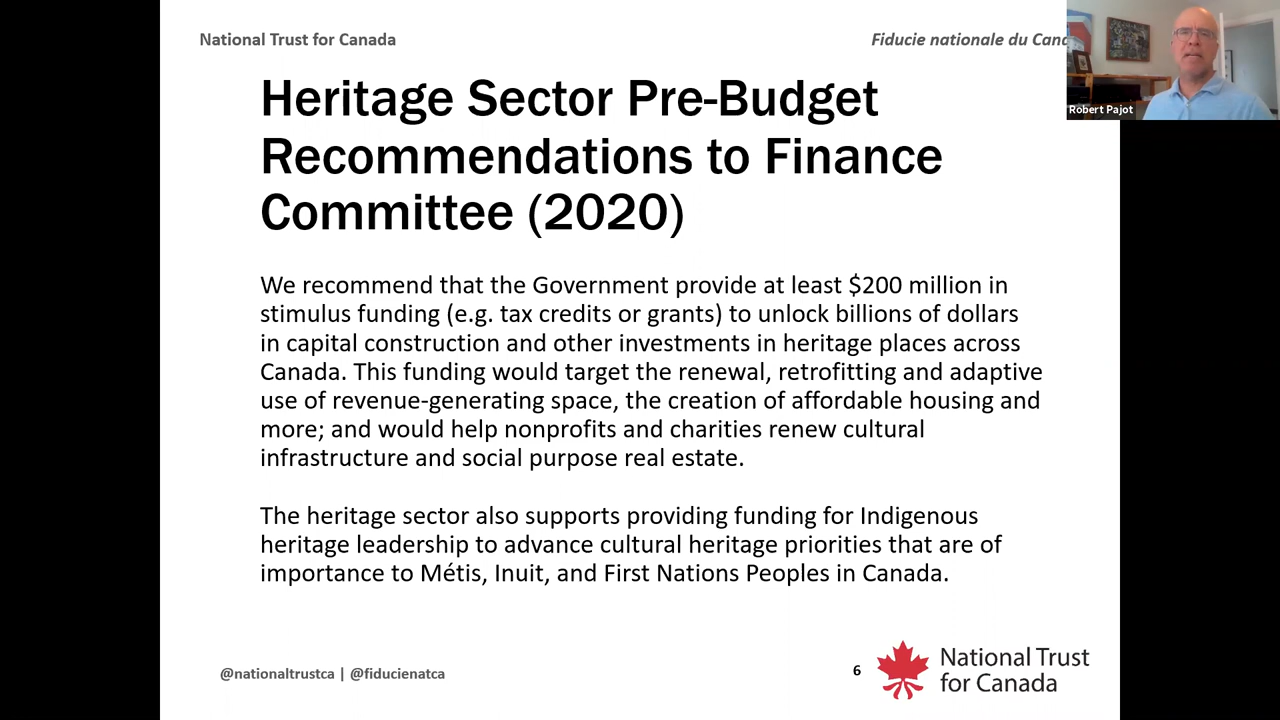 National Trust for Canada
Fiducie nationale du Cana
Robert Pajot
Heritage Sector Pre-Budget
Recommendations to Finance
Committee (2020)
We recommend that the Government provide at least $200 million in
stimulus funding (e.g. tax credits or grants) to unlock billions of dollars
in capital construction and other investments in heritage places across
Canada. This funding would target the renewal, retrofitting and adaptive
use of revenue-generating space, the creation of affordable housing and
more; and would help nonprofits and charities renew cultural
infrastructure and social purpose real estate.
The heritage sector also supports providing funding for Indigenous
heritage leadership to advance cultural heritage priorities that are of
importance to Métis, Inuit, and First Nations Peoples in Canada.
@nationaltrustca | @fiducienatca
6
National Trust
for Canada